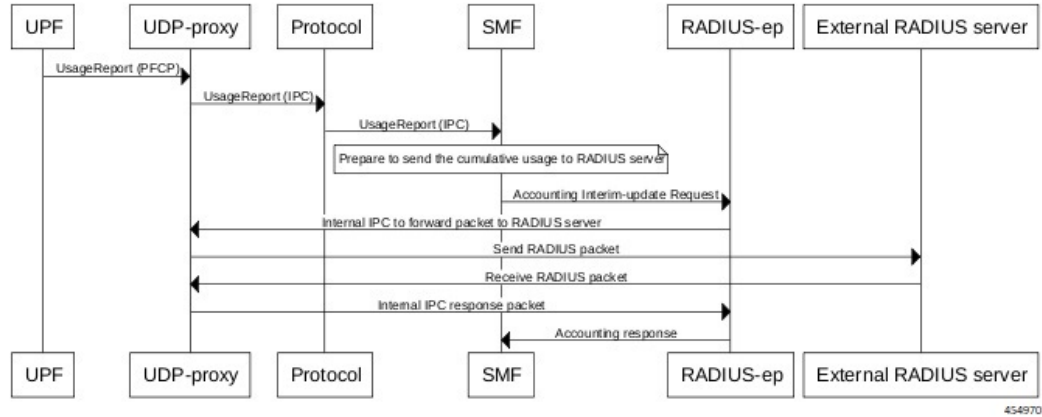 UPF UDP-proxy Protocol SMF RADIUS-ep External RADIUS server
UsageReport (PFCP)
UsageReport (IPC)
UsageReport (IPC)
Prepare to send the cumulative usage to RADIUS server
Accounting Interim-update Request
Internal IPC to forward packet to RADIUS server
Send RADIUS packet
Receive RADIUS packet
Internal IPC response packet
Accounting response
UPF UDP-proxy Protocol SMF RADIUS-ep External RADIUS server
454970